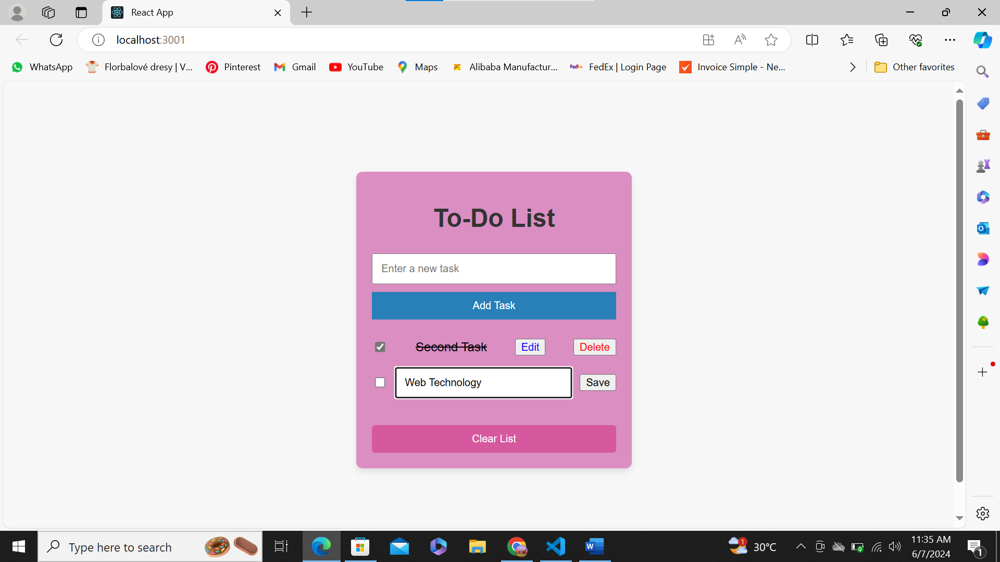 React App
localhost:3001
WhatsApp
Florbalové dresy | V...
Pinterest
Gmail
YouTube
Maps
Alibaba Manufactur...
FedEx | Login Page
Invoice Simple - Ne...
Other favorites
To-Do List
Enter a new task
Add Task
Second Task
Edit
Delete
Web Technology
Save
Clear List
Type here to search
1
30°C
11:35 AM
6/7/2024
1